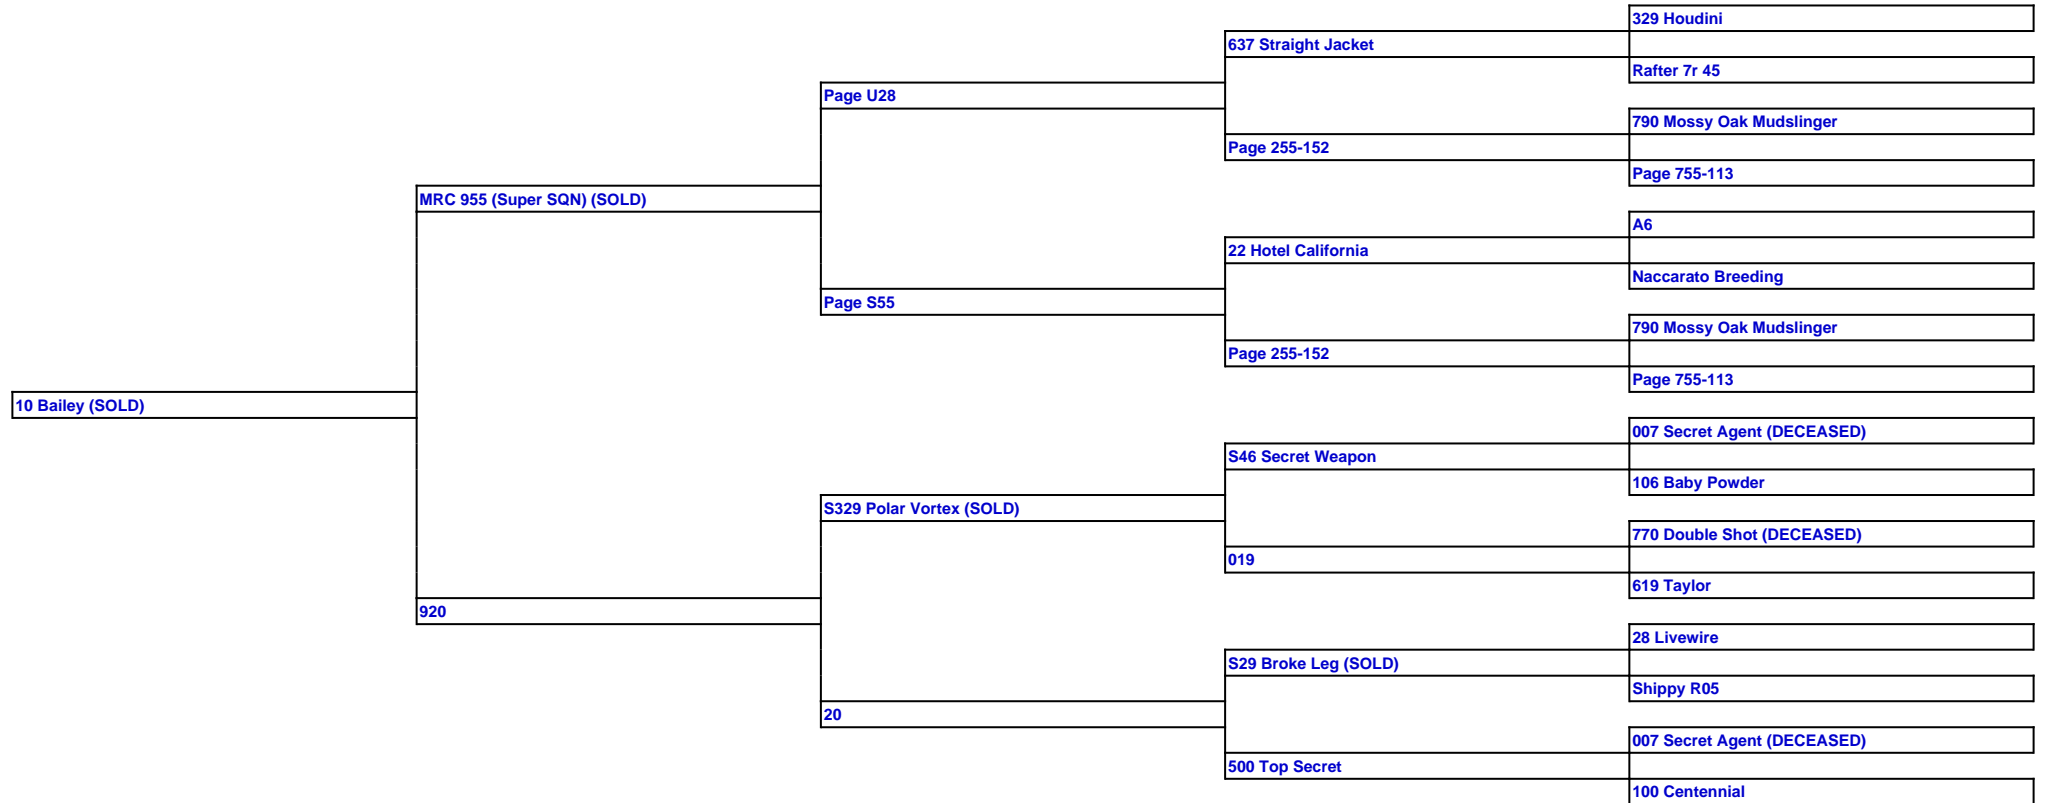 329 Houdini
637 Straight Jacket
Rafter 7r 45
Page U28
790 Mossy Oak Mudslinger
Page 255-152
Page 755-113
MRC 955 (Super SQN) (SOLD)
A6
22 Hotel California
Naccarato Breeding
Page S55
790 Mossy Oak Mudslinger
Page 255-152
Page 755-113
10 Bailey (SOLD)
007 Secret Agent (DECEASED)
S46 Secret Weapon
106 Baby Powder
S329 Polar Vortex (SOLD)
770 Double Shot (DECEASED)
019
619 Taylor
920
28 Livewire
S29 Broke Leg (SOLD)
Shippy R05
20
007 Secret Agent (DECEASED)
500 Top Secret
100 Centennial